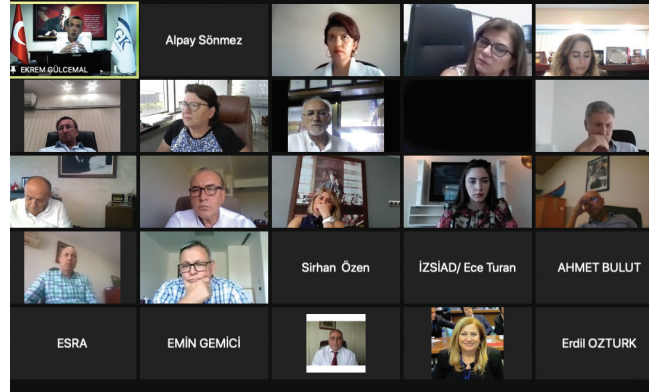 EKREM GÜLCEMAL
Alpay Sönmez
Sirhan Özen
İZSİAD/ Ece Turan
AHMET BULUT
ESRA
EMİN GEMİCİ
Erdil OZTURK